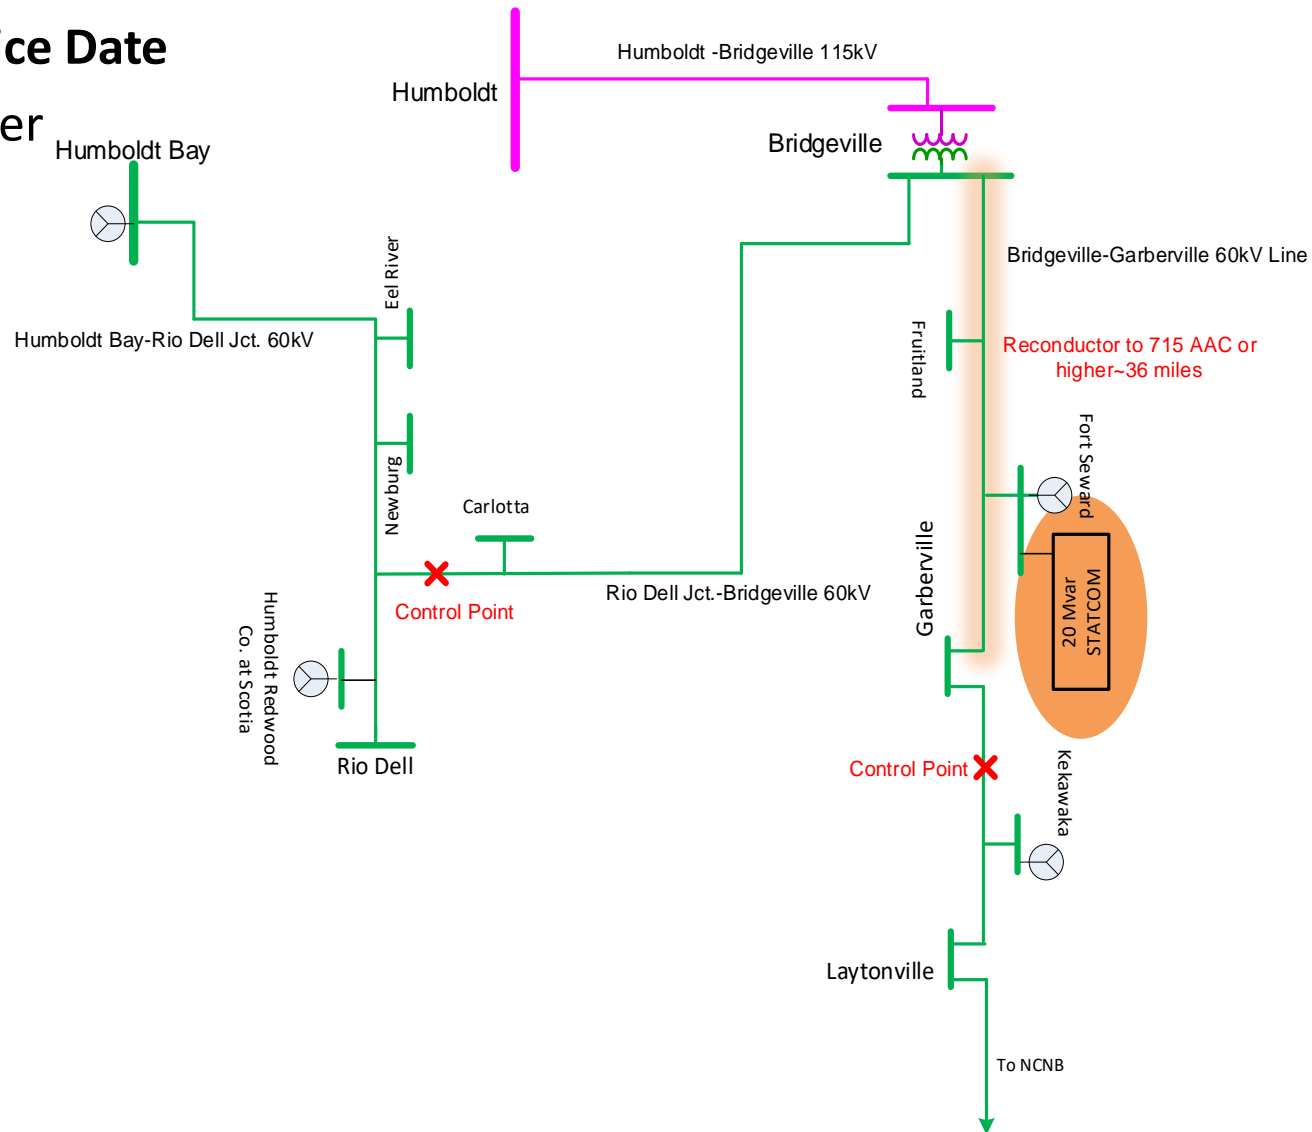 ice Date
er
Humboldt -Bridgeville 115kV
Humboldt
Bridgeville
Humboldt Bay
Eel River
Bridgeville-Garberville 60kV Line
Humboldt Bay-Rio Dell Jct. 60kV
Fruitland
Reconductor to 715 AAC or
higher~36 miles
Fort Seward
Newburg
Carlotta
Garberville
Control Point
Rio Dell Jct.-Bridgeville 60kV
20 Mvar
STATCOM
Humboldt Redwood
Co. at Scotia
Rio Dell
Control Point
Kekawaka
Laytonville
To NCNB